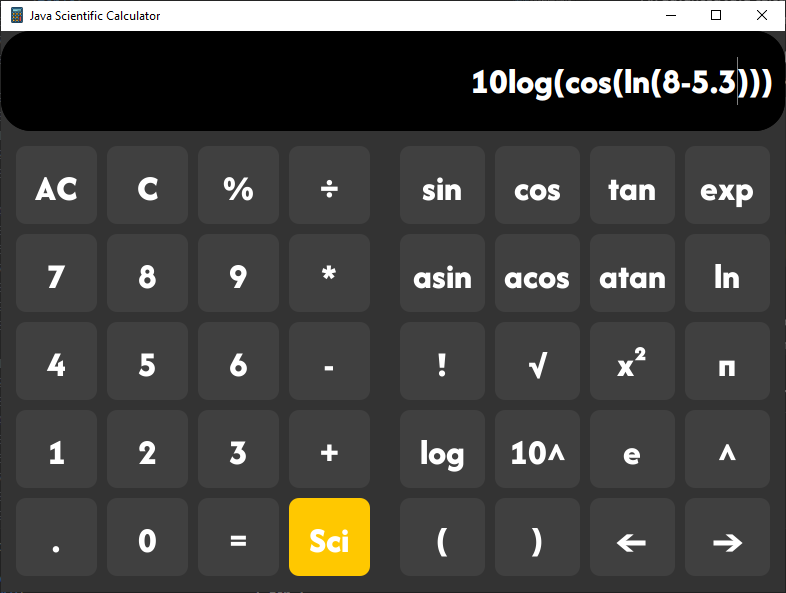 Java Scientific Calculator
10log(cos(ln(8-5.3)))
AC C % ÷ sin cos tan exp
7 8 9 * asin acos atan ln
4 5 6 - ! √ x² π
1 2 3 + log 10^ e ^
. 0 = Sci ( ) ← →